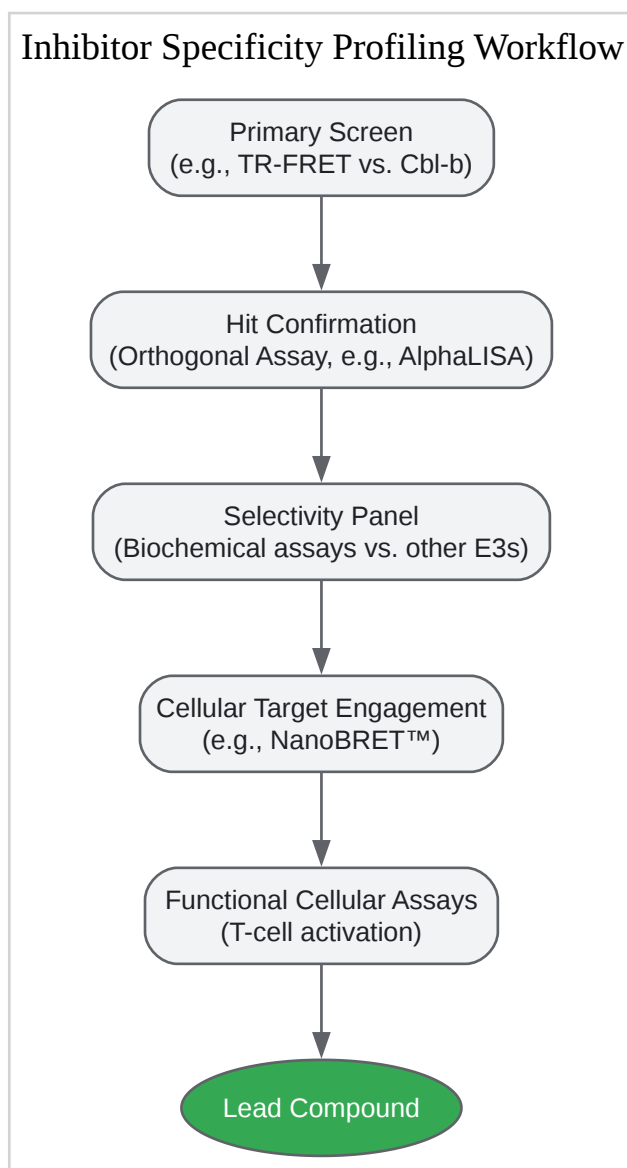 Inhibitor Specificity Profiling Workflow
Primary Screen
(e.g., TR-FRET vs. Cbl-b)
Hit Confirmation
(Orthogonal Assay, e.g., AlphaLISA)
Selectivity Panel
(Biochemical assays vs. other E3s)
Cellular Target Engagement
(e.g., NanoBRET™)
Functional Cellular Assays
(T-cell activation)
Lead Compound